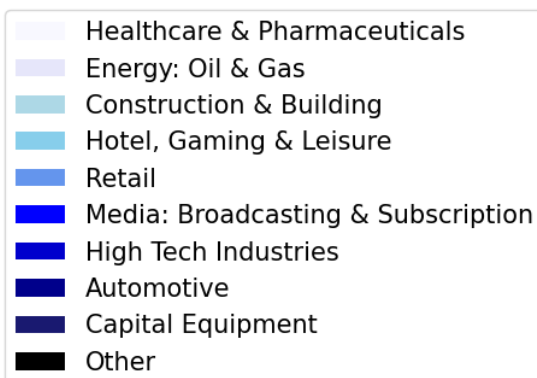 Healthcare & Pharmaceuticals
Energy: Oil & Gas
Construction & Building
Hotel, Gaming & Leisure
Retail
Media: Broadcasting & Subscription
High Tech Industries
Automotive
Capital Equipment
Other